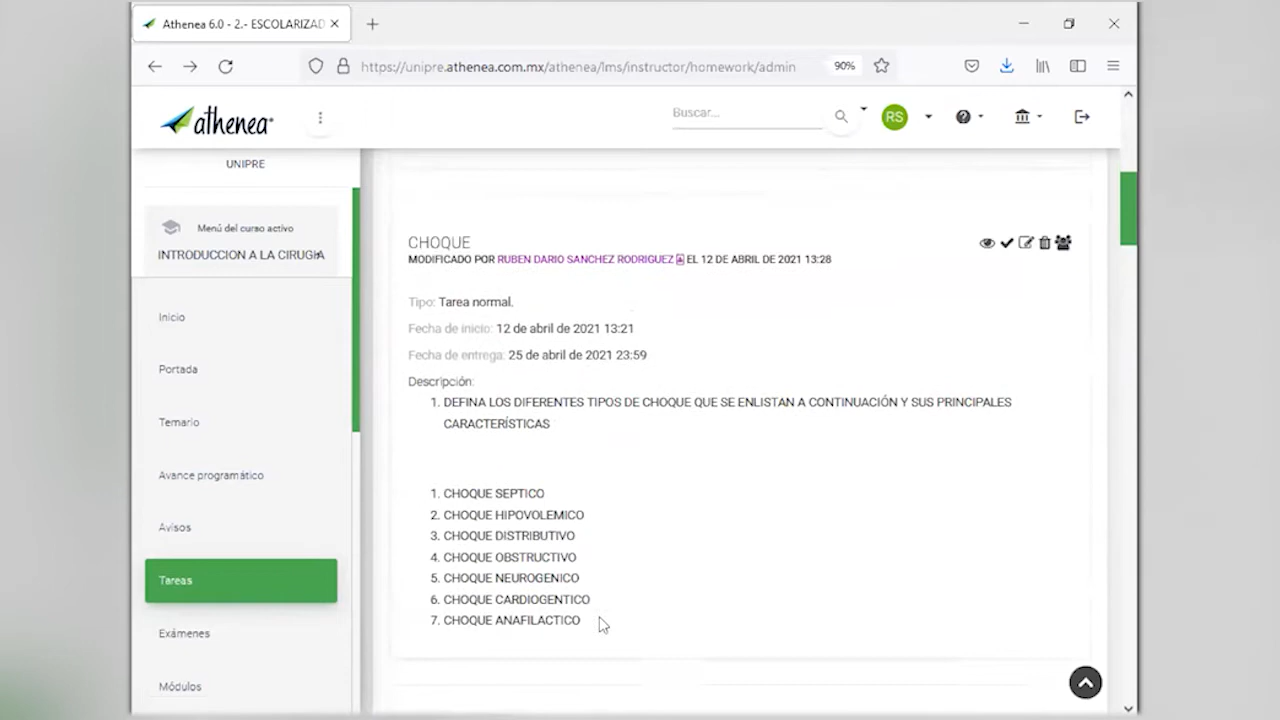 Athenea 6.0 - 2.- ESCOLARIZAD
https://unipre.athenea.com.mx/athenea/lms/instructor/homework/admin
90%
athenea
Buscar...
RS
UNIPRE
Menú del curso activo
INTRODUCCION A LA CIRUGIA
Inicio
Portada
Temario
Avance programático
Avisos
Tareas
Exámenes
Módulos
CHOQUE
MODIFICADO POR RUBEN DARIO SANCHEZ RODRIGUEZ EL 12 DE ABRIL DE 2021 13:28
Tipo: Tarea normal.
Fecha de inicio: 12 de abril de 2021 13:21
Fecha de entrega: 25 de abril de 2021 23:59
Descripción:
1. DEFINA LOS DIFERENTES TIPOS DE CHOQUE QUE SE ENLISTAN A CONTINUACIÓN Y SUS PRINCIPALES
CARACTERÍSTICAS
1. CHOQUE SEPTICO
2. CHOQUE HIPOVOLEMICO
3. CHOQUE DISTRIBUTIVO
4. CHOQUE OBSTRUCTIVO
5. CHOQUE NEUROGENICO
6. CHOQUE CARDIOGENTICO
7. CHOQUE ANAFILACTICO